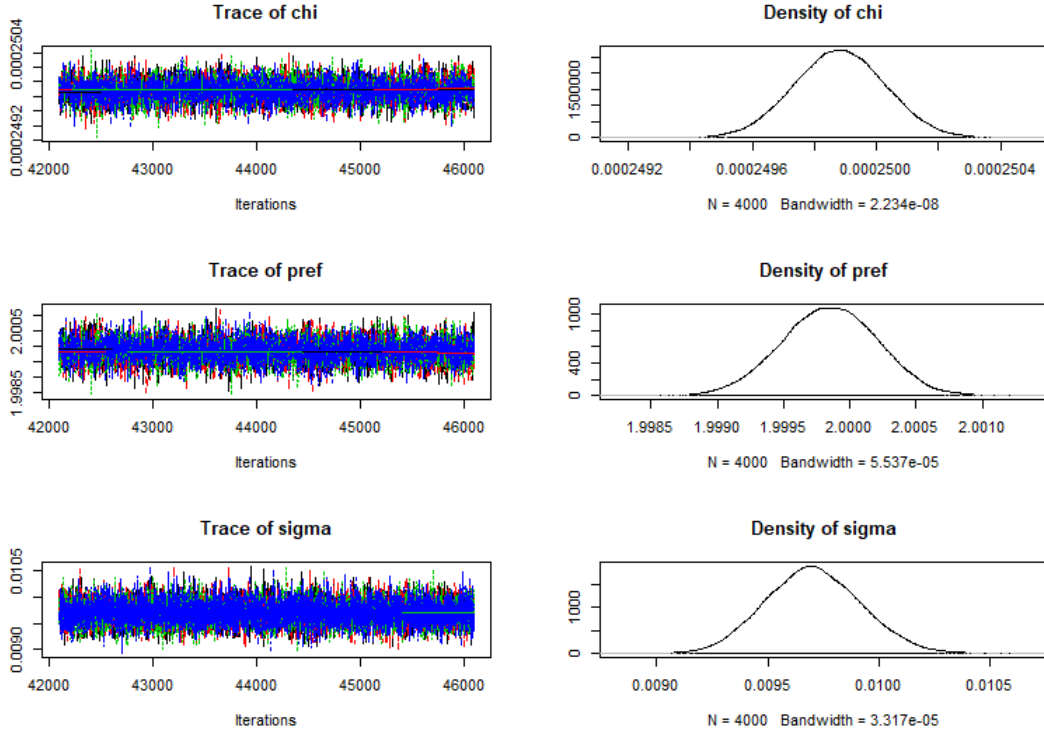 Trace of chi
0.0002492 0.0002504
42000 43000 44000 45000 46000
Iterations
Density of chi
0 1500000
0.0002492 0.0002496 0.0002500 0.0002504
N = 4000 Bandwidth = 2.234e-08
Trace of pref
1.9985 2.0005
42000 43000 44000 45000 46000
Iterations
Density of pref
0 400 1000
1.9985 1.9990 1.9995 2.0000 2.0005 2.0010
N = 4000 Bandwidth = 5.537e-05
Trace of sigma
0.0090 0.0105
42000 43000 44000 45000 46000
Iterations
Density of sigma
0 1000
0.0090 0.0095 0.0100 0.0105
N = 4000 Bandwidth = 3.317e-05